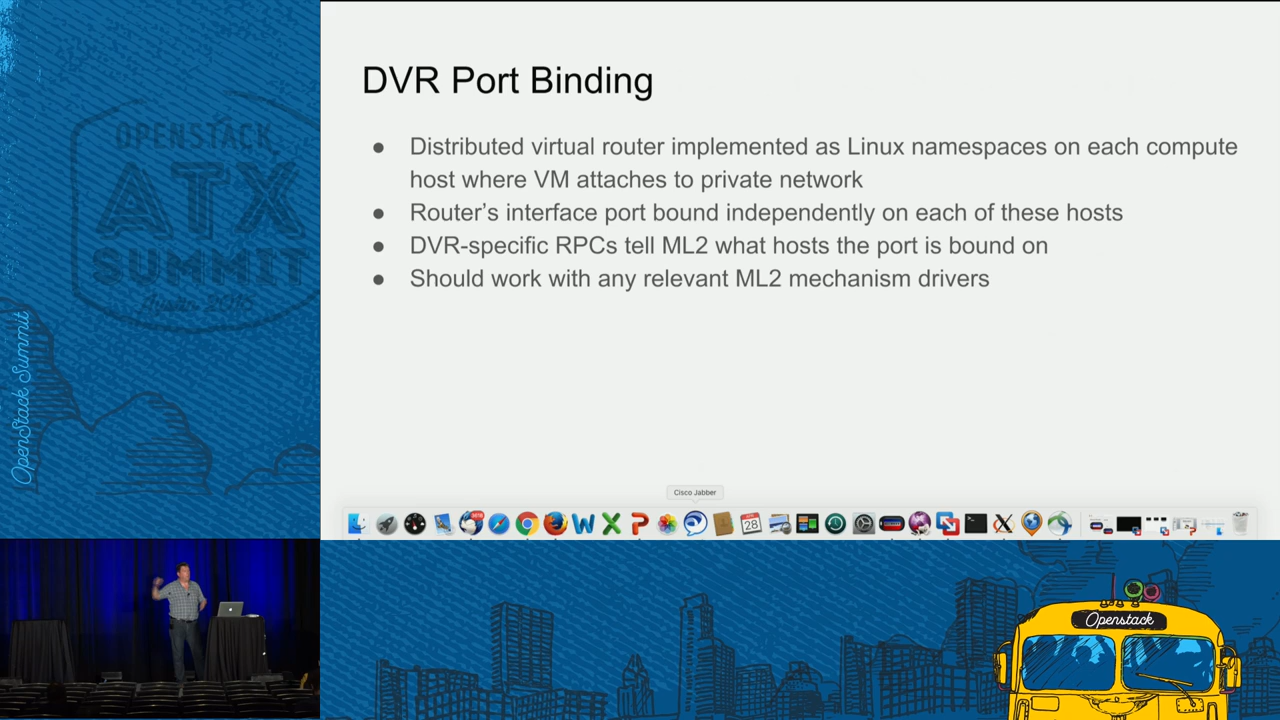 DVR Port Binding
● Distributed virtual router implemented as Linux namespaces on each compute
host where VM attaches to private network
● Router's interface port bound independently on each of these hosts
● DVR-specific RPCs tell ML2 what hosts the port is bound on
● Should work with any relevant ML2 mechanism drivers
Cisco Jabber
28
OPENSTACK
ATX
SUMMIT
Austin 2016
OpenStack Summit
Openstack